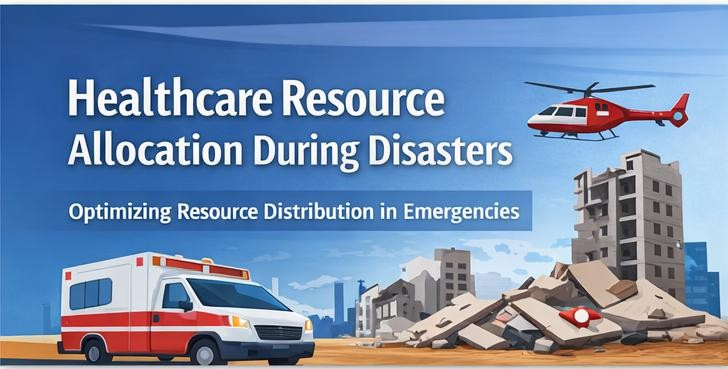 Healthcare Resource
Allocation During Disasters
Optimizing Resource Distribution in Emergencies